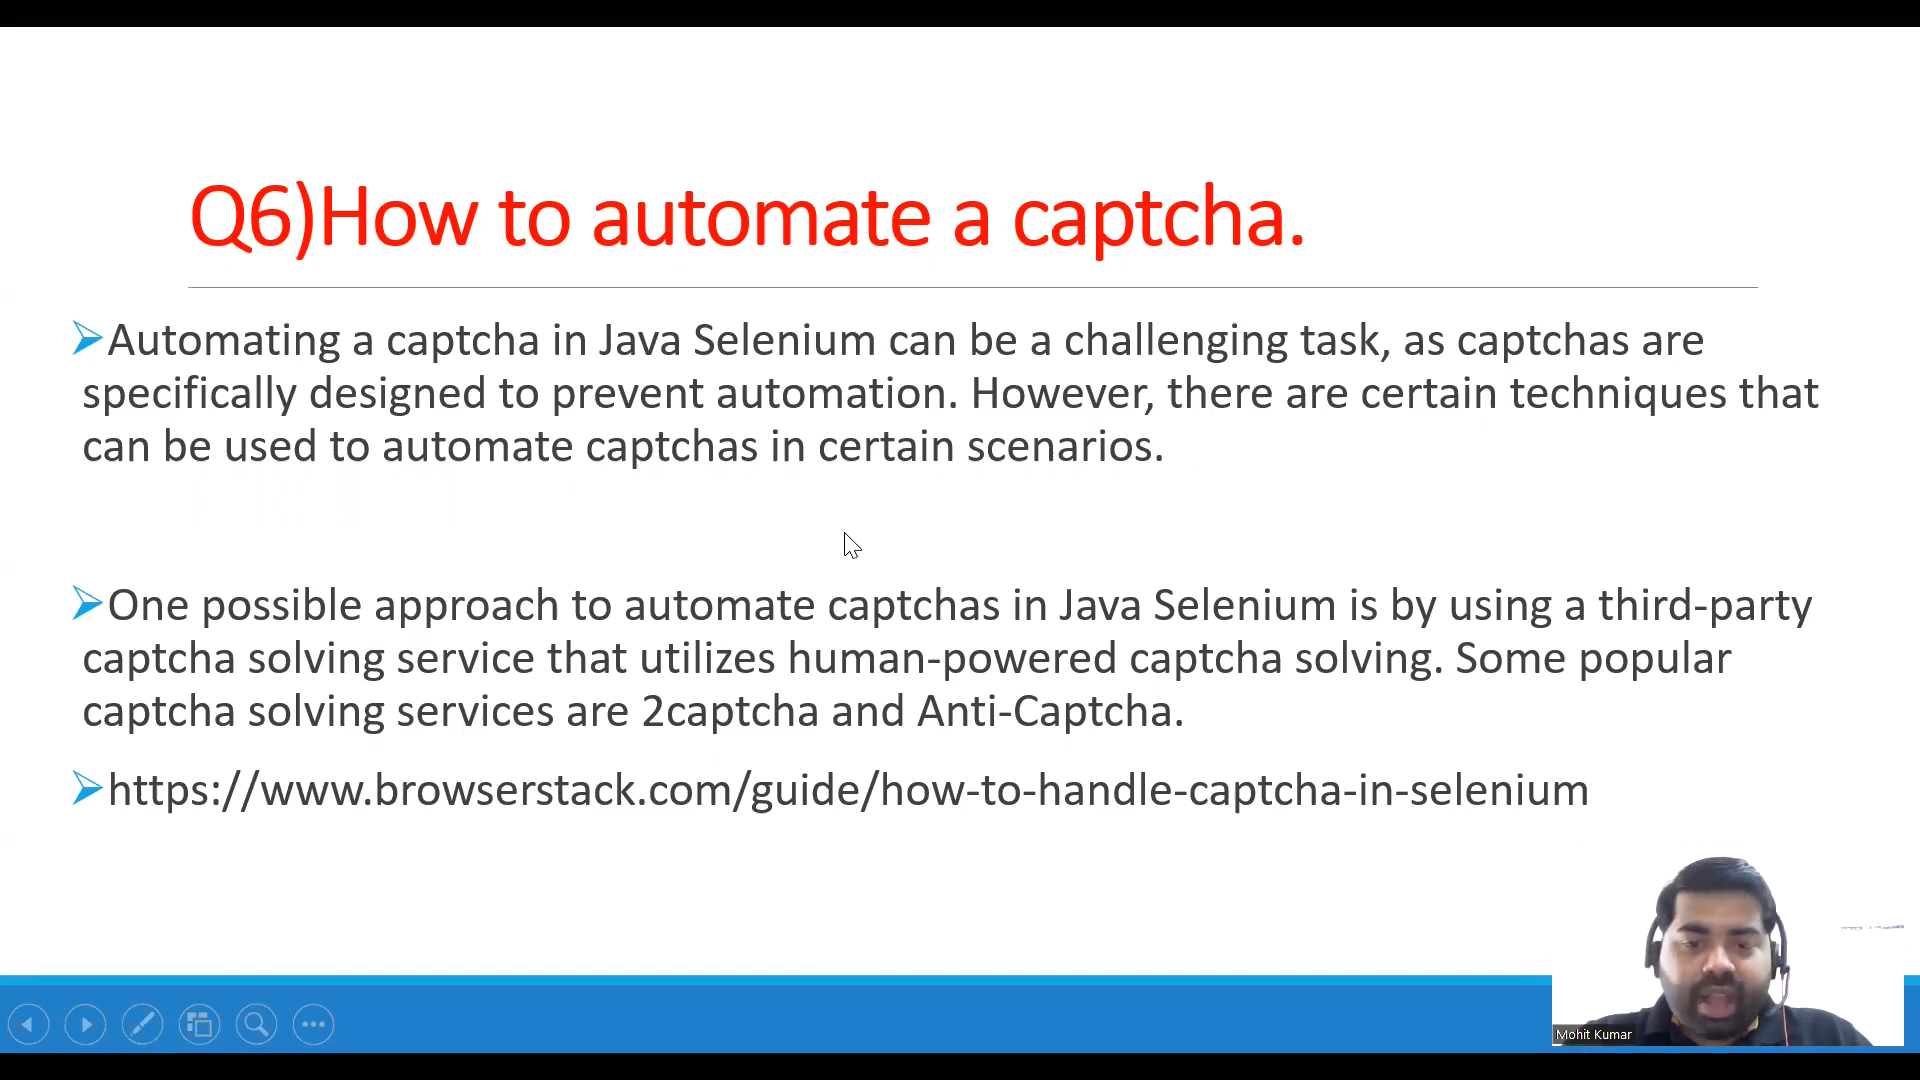 Q6)How to automate a captcha.
Automating a captcha in Java Selenium can be a challenging task, as captchas are
specifically designed to prevent automation. However, there are certain techniques that
can be used to automate captchas in certain scenarios.
One possible approach to automate captchas in Java Selenium is by using a third-party
captcha solving service that utilizes human-powered captcha solving. Some popular
captcha solving services are 2captcha and Anti-Captcha.
https://www.browserstack.com/guide/how-to-handle-captcha-in-selenium
Mohit Kumar